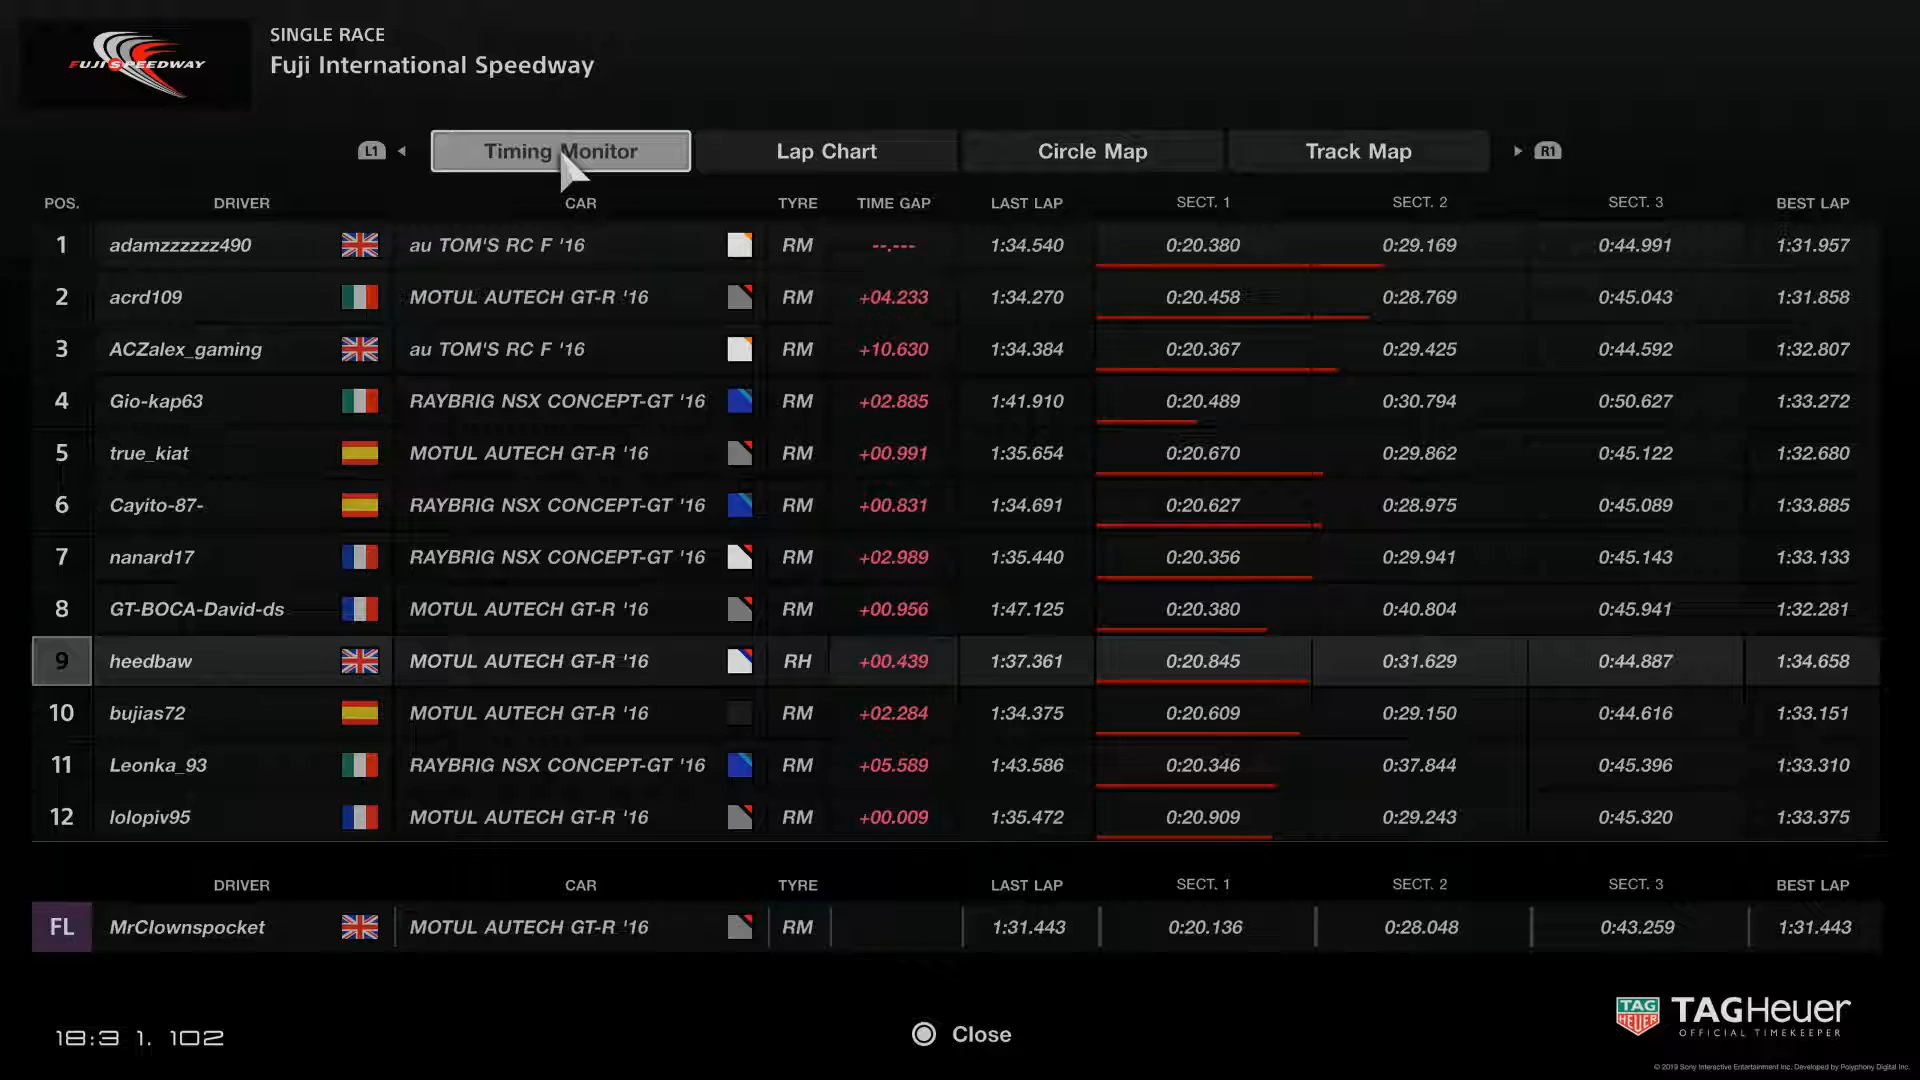 FUJI SPEEDWAY
SINGLE RACE
Fuji International Speedway
L1 Timing Monitor Lap Chart Circle Map Track Map R1
POS. DRIVER CAR TYRE TIME GAP LAST LAP SECT. 1 SECT. 2 SECT. 3 BEST LAP
1 adamzzzzzz490 au TOM'S RC F '16 RM --.--- 1:34.540 0:20.380 0:29.169 0:44.991 1:31.957
2 acrd109 MOTUL AUTECH GT-R '16 RM +04.233 1:34.270 0:20.458 0:28.769 0:45.043 1:31.858
3 ACZalex_gaming au TOM'S RC F '16 RM +10.630 1:34.384 0:20.367 0:29.425 0:44.592 1:32.807
4 Gio-kap63 RAYBRIG NSX CONCEPT-GT '16 RM +02.885 1:41.910 0:20.489 0:30.794 0:50.627 1:33.272
5 true_kiat MOTUL AUTECH GT-R '16 RM +00.991 1:35.654 0:20.670 0:29.862 0:45.122 1:32.680
6 Cayito-87- RAYBRIG NSX CONCEPT-GT '16 RM +00.831 1:34.691 0:20.627 0:28.975 0:45.089 1:33.885
7 nanard17 RAYBRIG NSX CONCEPT-GT '16 RM +02.989 1:35.440 0:20.356 0:29.941 0:45.143 1:33.133
8 GT-BOCA-David-ds MOTUL AUTECH GT-R '16 RM +00.956 1:47.125 0:20.380 0:40.804 0:45.941 1:32.281
9 heedbaw MOTUL AUTECH GT-R '16 RH +00.439 1:37.361 0:20.845 0:31.629 0:44.887 1:34.658
10 bujias72 MOTUL AUTECH GT-R '16 RM +02.284 1:34.375 0:20.609 0:29.150 0:44.616 1:33.151
11 Leonka_93 RAYBRIG NSX CONCEPT-GT '16 RM +05.589 1:43.586 0:20.346 0:37.844 0:45.396 1:33.310
12 lolopiv95 MOTUL AUTECH GT-R '16 RM +00.009 1:35.472 0:20.909 0:29.243 0:45.320 1:33.375
DRIVER CAR TYRE LAST LAP SECT. 1 SECT. 2 SECT. 3 BEST LAP
FL MrClownspocket MOTUL AUTECH GT-R '16 RM 1:31.443 0:20.136 0:28.048 0:43.259 1:31.443
18:3 1. 102
Close
TAG HEUER TAGHeuer
OFFICIAL TIMEKEEPER
© 2019 Sony Interactive Entertainment Inc. Developed by Polyphony Digital Inc.